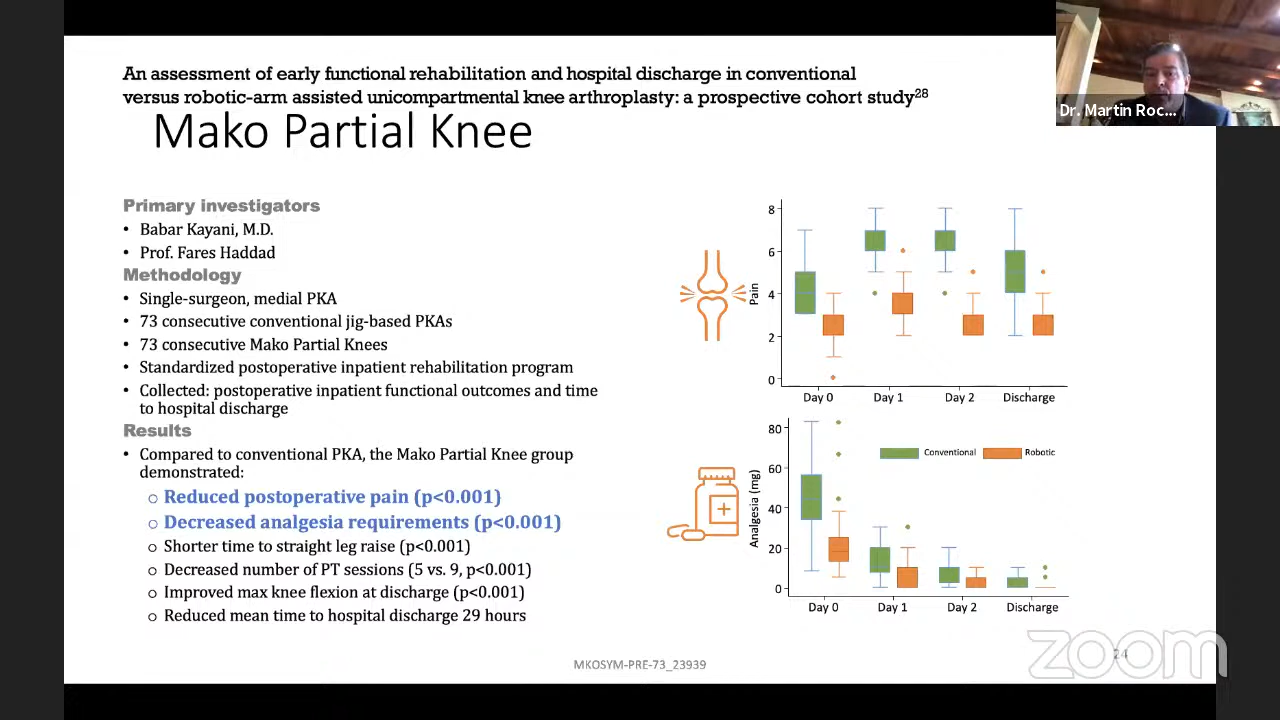 An assessment of early functional rehabilitation and hospital discharge in conventional
versus robotic-arm assisted unicompartmental knee arthroplasty: a prospective cohort study28
Mako Partial Knee
Dr. Martin Roc...
Primary investigators
• Babar Kayani, M.D.
• Prof. Fares Haddad
Methodology
• Single-surgeon, medial PKA
• 73 consecutive conventional jig-based PKAs
• 73 consecutive Mako Partial Knees
• Standardized postoperative inpatient rehabilitation program
• Collected: postoperative inpatient functional outcomes and time
to hospital discharge
Results
• Compared to conventional PKA, the Mako Partial Knee group
demonstrated:
○ Reduced postoperative pain (p<0.001)
○ Decreased analgesia requirements (p<0.001)
○ Shorter time to straight leg raise (p<0.001)
○ Decreased number of PT sessions (5 vs. 9, p<0.001)
○ Improved max knee flexion at discharge (p<0.001)
○ Reduced mean time to hospital discharge 29 hours
Pain
8
6
4
2
0
Day 0 Day 1 Day 2 Discharge
Analgesia (mg)
80
60
40
20
0
Conventional Robotic
Day 0 Day 1 Day 2 Discharge
MKOSYM-PRE-73_23939
24
zoom